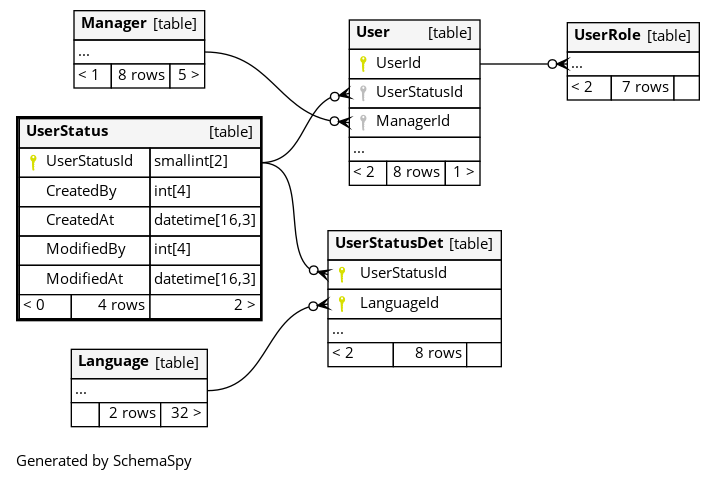 Manager [table]
...
< 1 8 rows 5 >
User [table]
UserId
UserStatusId
ManagerId
...
< 2 8 rows 1 >
UserRole [table]
...
< 2 7 rows
UserStatus [table]
UserStatusId smallint[2]
CreatedBy int[4]
CreatedAt datetime[16,3]
ModifiedBy int[4]
ModifiedAt datetime[16,3]
< 0 4 rows 2 >
UserStatusDet [table]
UserStatusId
LanguageId
...
< 2 8 rows
Language [table]
...
2 rows 32 >
Generated by SchemaSpy